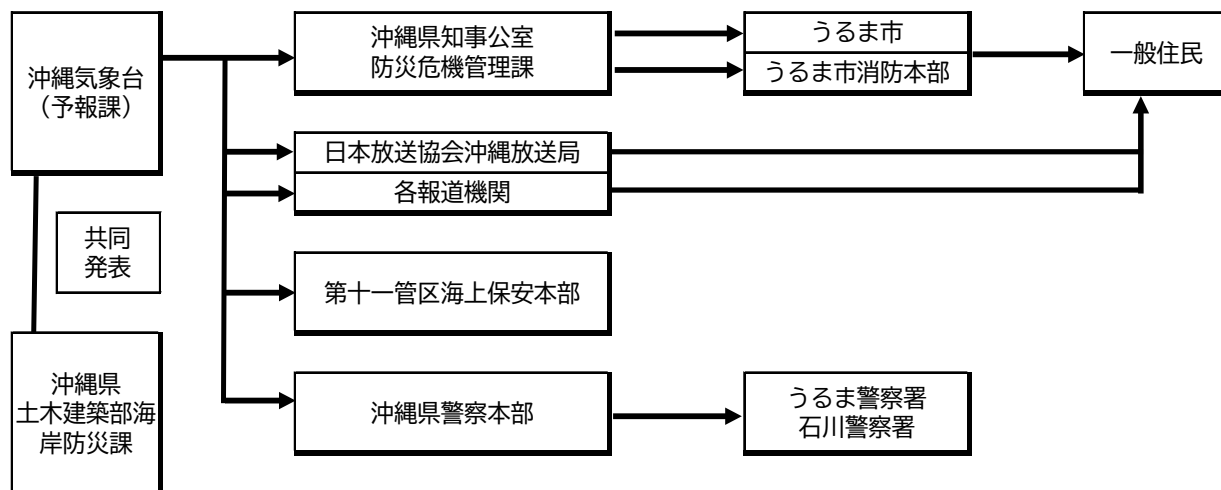 沖縄気象台
（予報課）
共同
発表
沖縄県
土木建築部海
岸防災課
沖縄県知事公室
防災危機管理課
日本放送協会沖縄放送局
各報道機関
第十一管区海上保安本部
沖縄県警察本部
うるま市
うるま市消防本部
うるま警察署
石川警察署
一般住民